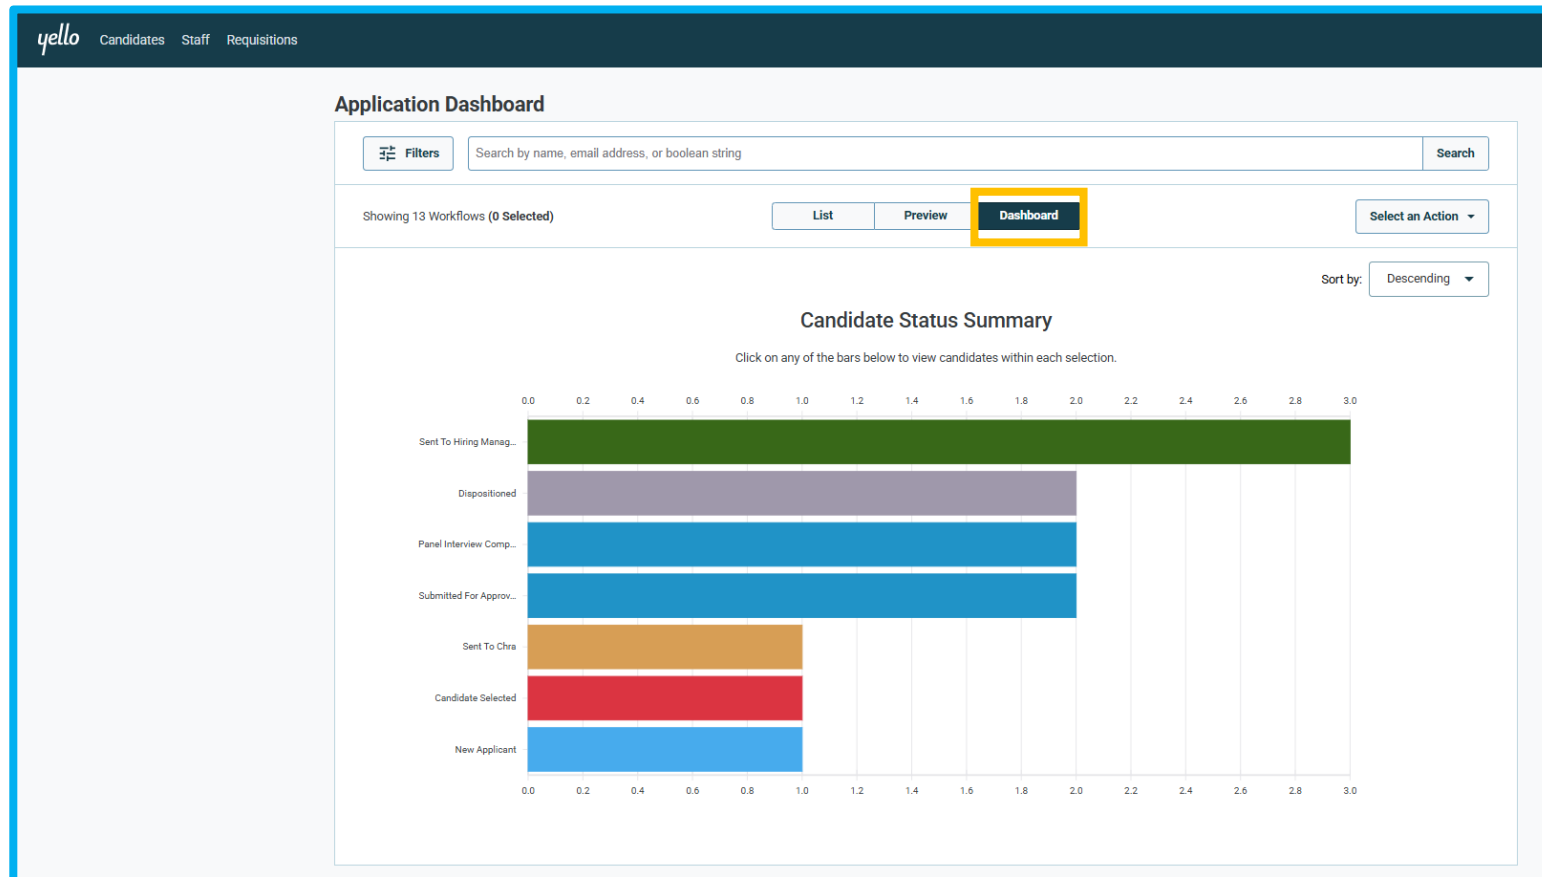 yello Candidates Staff Requisitions
Application Dashboard
Filters Search by name, email address, or boolean string Search
Showing 13 Workflows (0 Selected) List Preview Dashboard Select an Action
Sort by: Descending
Candidate Status Summary
Click on any of the bars below to view candidates within each selection.
0.0 0.2 0.4 0.6 0.8 1.0 1.2 1.4 1.6 1.8 2.0 2.2 2.4 2.6 2.8 3.0
Sent To Hiring Manag...
Dispositioned
Panel Interview Comp...
Submitted For Approv...
Sent To Chra
Candidate Selected
New Applicant
0.0 0.2 0.4 0.6 0.8 1.0 1.2 1.4 1.6 1.8 2.0 2.2 2.4 2.6 2.8 3.0